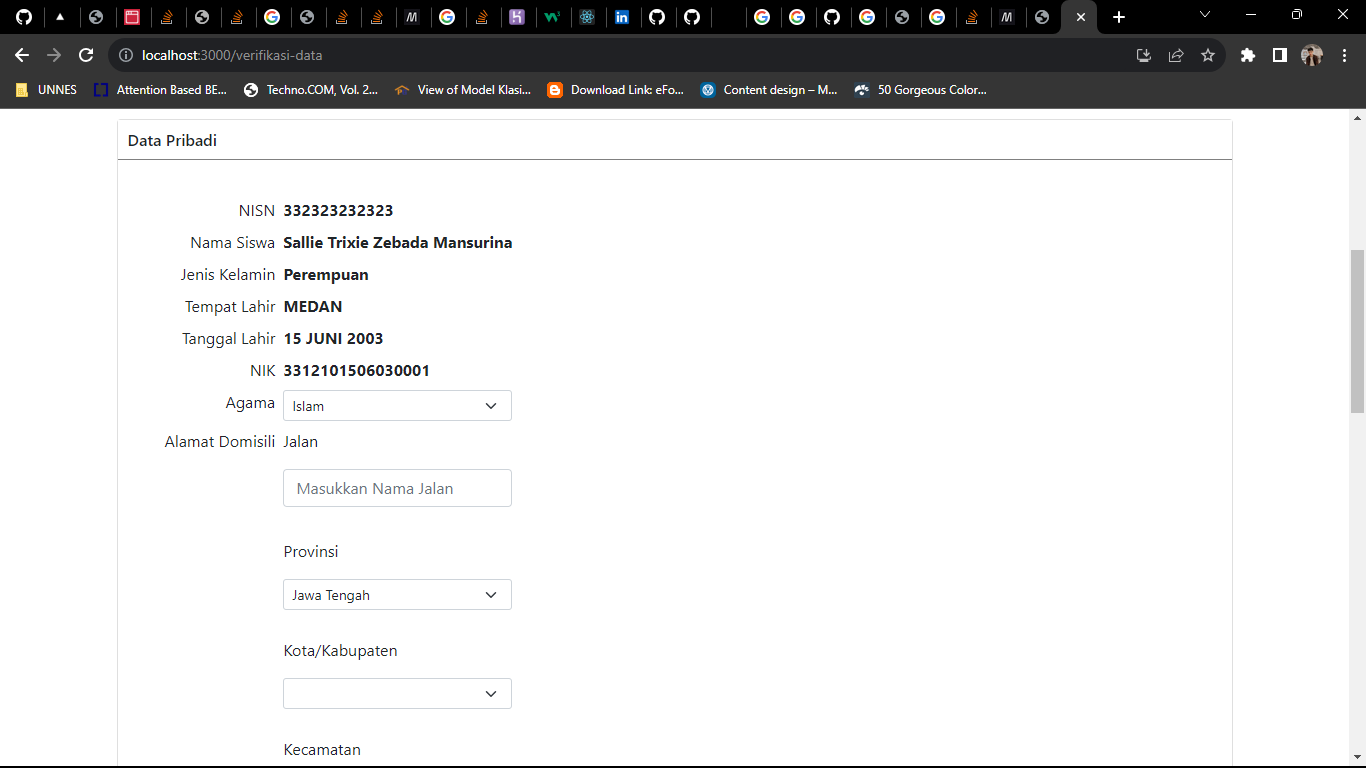 localhost:3000/verifikasi-data
UNNES
Attention Based BE...
Techno.COM, Vol. 2...
View of Model Klasi...
Download Link: eFo...
Content design – M...
50 Gorgeous Color...
Data Pribadi
NISN 332323232323
Nama Siswa Sallie Trixie Zebada Mansurina
Jenis Kelamin Perempuan
Tempat Lahir MEDAN
Tanggal Lahir 15 JUNI 2003
NIK 3312101506030001
Agama Islam
Alamat Domisili Jalan
Masukkan Nama Jalan
Provinsi
Jawa Tengah
Kota/Kabupaten
Kecamatan